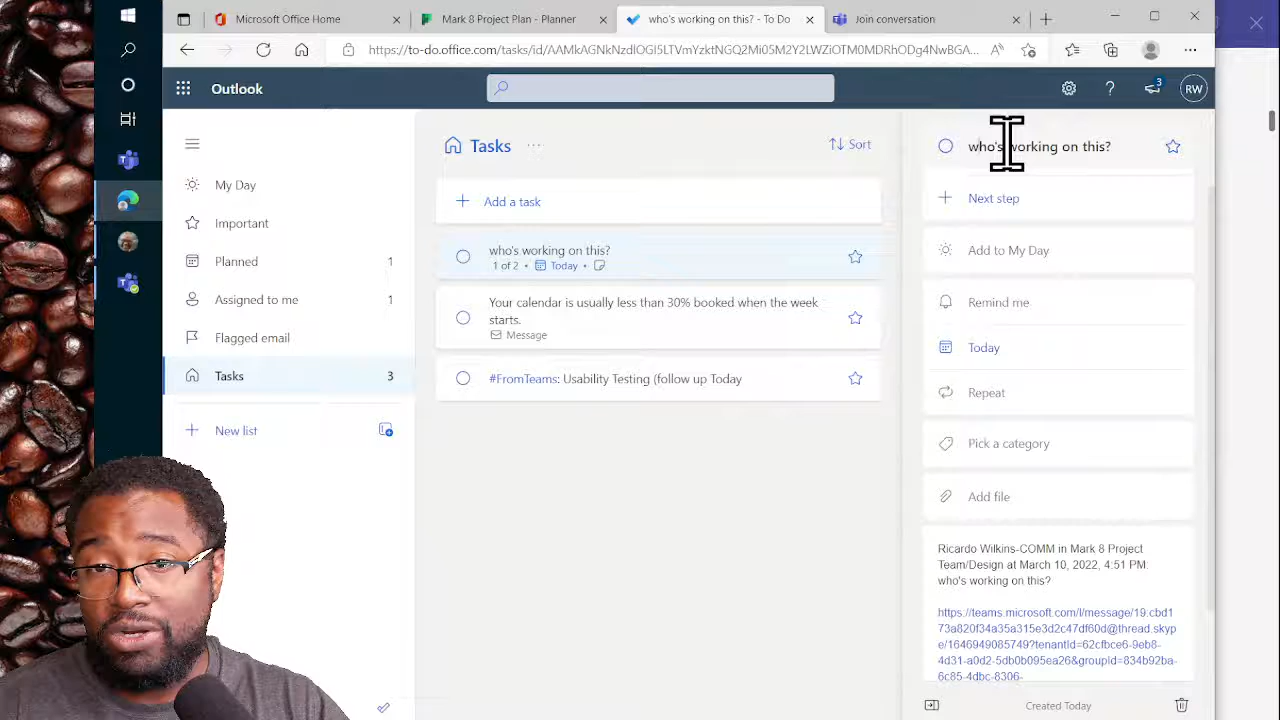 Microsoft Office Home
Mark 8 Project Plan - Planner
who's working on this? - To Do
Join conversation
https://to-do.office.com/tasks/id/AAMkAGNkNzdlOGI5LTVmYzktNGQ2Mi05M2Y2LWZiOTM0MDRhODg4NwBGA...
Outlook
3
RW
My Day
Important
Planned 1
Assigned to me 1
Flagged email
Tasks 3
New list
Tasks ...
Sort
Add a task
who's working on this?
1 of 2 • Today •
Your calendar is usually less than 30% booked when the week
starts.
Message
#FromTeams: Usability Testing (follow up Today
who's working on this?
Next step
Add to My Day
Remind me
Today
Repeat
Pick a category
Add file
Ricardo Wilkins-COMM in Mark 8 Project
Team/Design at March 10, 2022, 4:51 PM:
who's working on this?
https://teams.microsoft.com/l/message/19:cbd1
73a820f34a35a315e3d2c47df60d@thread.skyp
e/1646949085749?tenantId=62cfbce6-9eb8-
4d31-a0d2-5db0b095ea26&groupId=834b92ba-
6c85-4dbc-8306-
Created Today